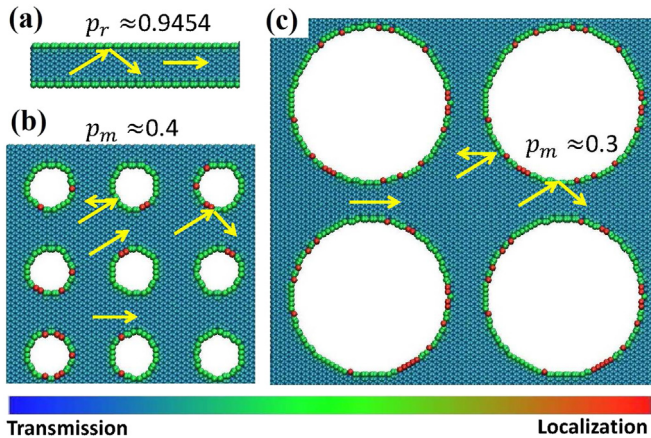 (a)
p_r ≈0.9454
(b)
p_m ≈0.4
(c)
p_m ≈0.3
Transmission
Localization